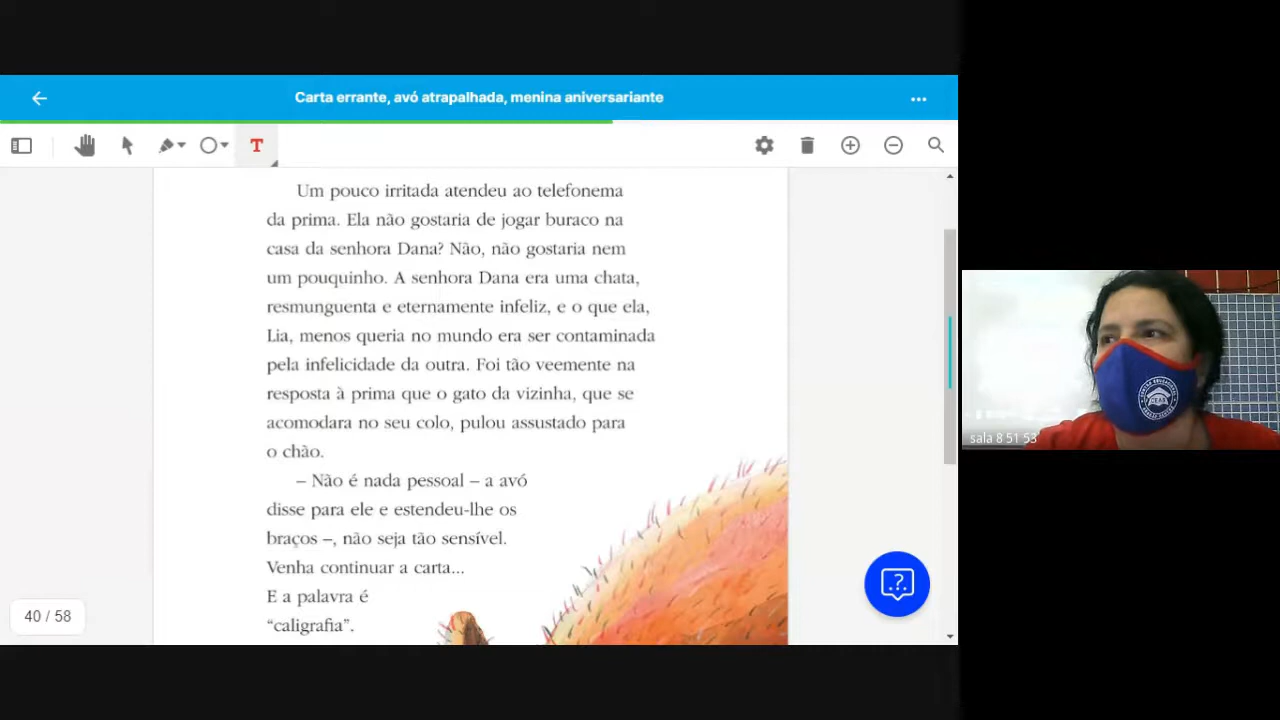 Carta errante, avó atrapalhada, menina aniversariante
T
Um pouco irritada atendeu ao telefonema
da prima. Ela não gostaria de jogar buraco na
casa da senhora Dana? Não, não gostaria nem
um pouquinho. A senhora Dana era uma chata,
resmunguenta e eternamente infeliz, e o que ela,
Lia, menos queria no mundo era ser contaminada
pela infelicidade da outra. Foi tão veemente na
resposta à prima que o gato da vizinha, que se
acomodara no seu colo, pulou assustado para
o chão.
– Não é nada pessoal – a avó
disse para ele e estendeu-lhe os
braços –, não seja tão sensível.
Venha continuar a carta...
E a palavra é
“caligrafia”.
40 / 58
sala 8 51 53